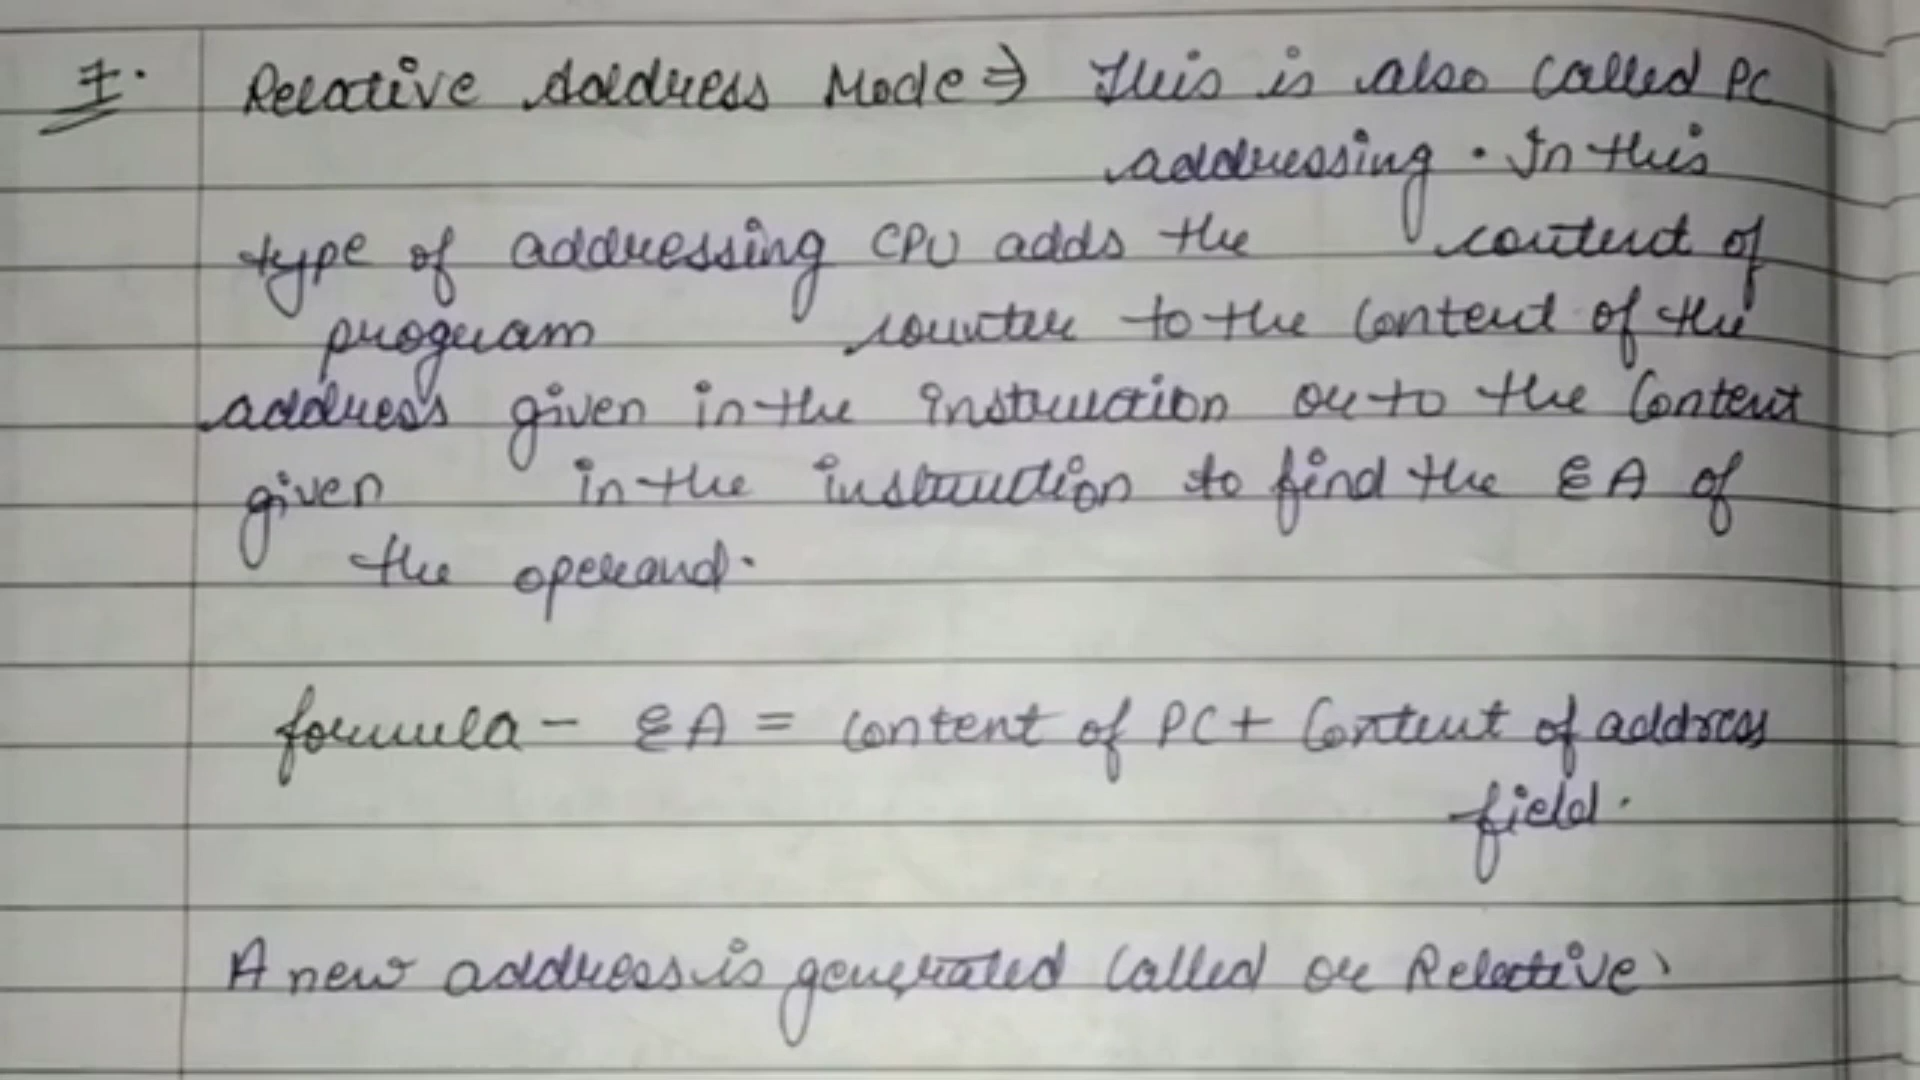 7. Relative Address Mode ⇒ This is also called PC
addressing. In this
type of addressing CPU adds the content of
program counter to the content of the
address given in the instruction or to the content
given in the instruction to find the EA of
the operand.
formula - EA = content of PC + Content of address
field.
A new address is generated called or Relative.